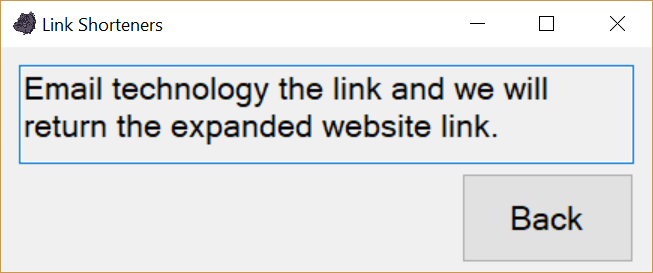 Link Shorteners
Email technology the link and we will
return the expanded website link.
Back